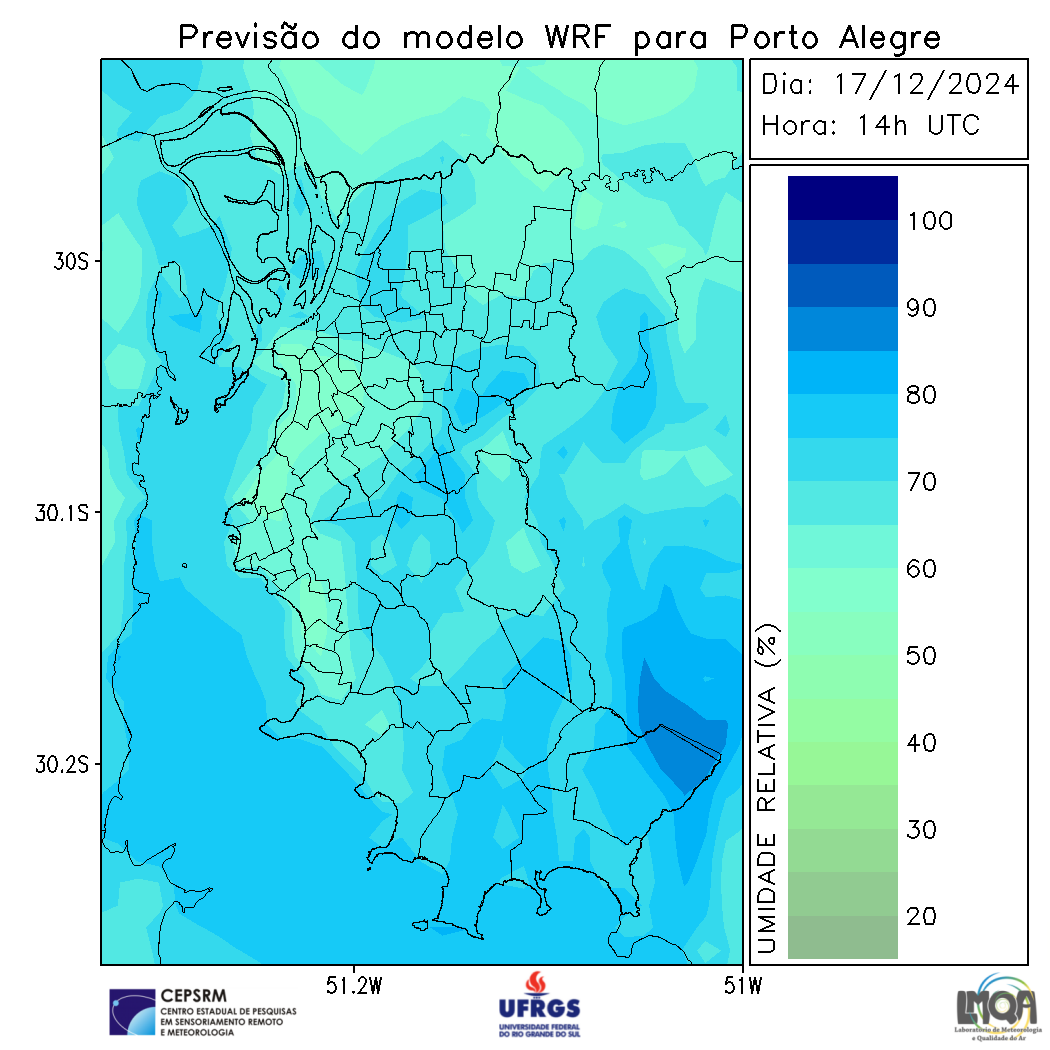 Previsão do modelo WRF para Porto Alegre
Dia: 17/12/2024
Hora: 14h UTC
100
90
80
70
60
50
40
30
20
UMIDADE RELATIVA (%)
30S
30.1S
30.2S
51.2W
51W
CEPSRM
CENTRO ESTADUAL DE PESQUISAS
EM SENSORIAMENTO REMOTO
E METEOROLOGIA
UFRGS
UNIVERSIDADE FEDERAL
DO RIO GRANDE DO SUL
LMQA
Laboratório de Meteorologia
e Qualidade do Ar